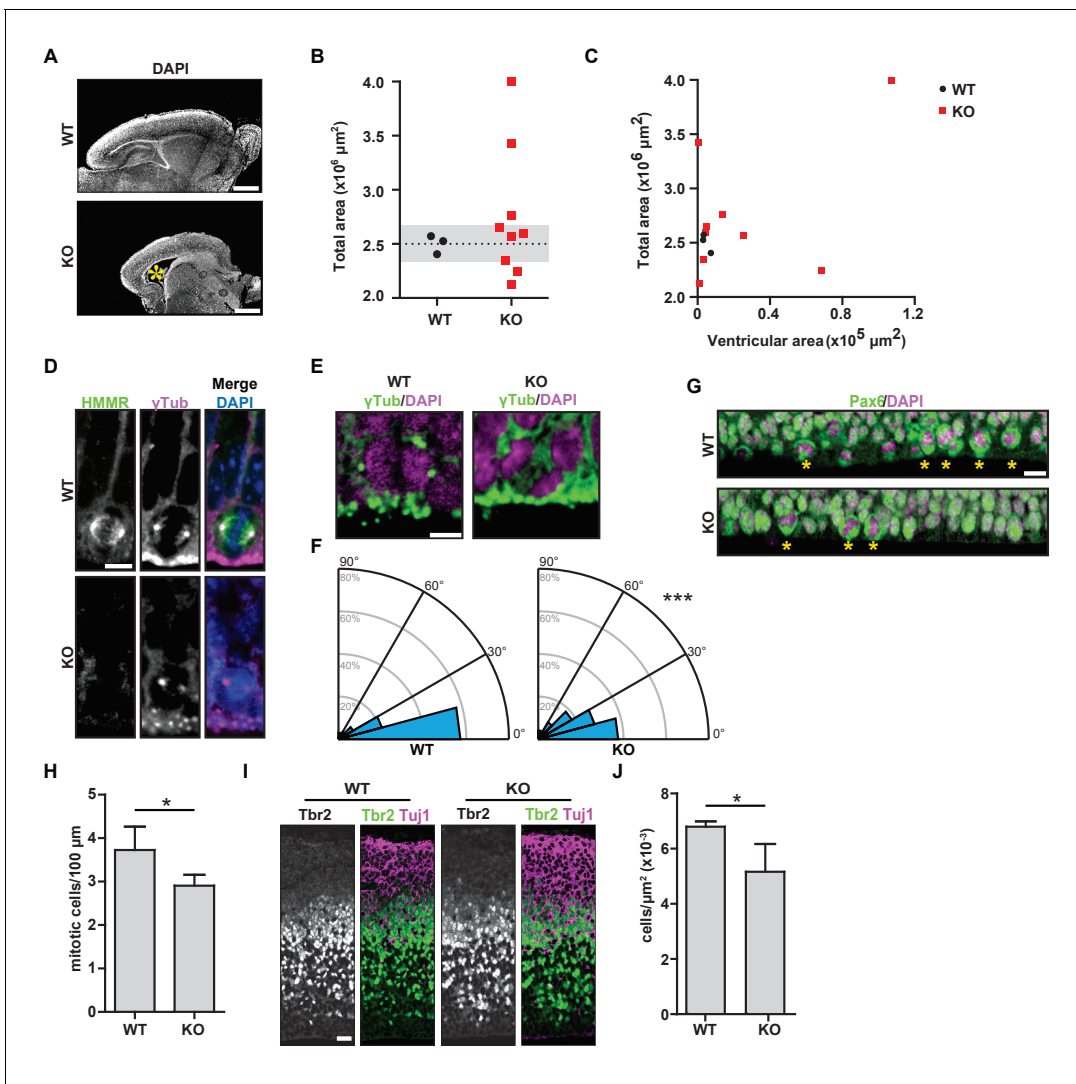 A
DAPI
WT
KO
B
4.0
3.5
3.0
2.5
2.0
Total area (x10⁶ µm²)
WT
KO
C
4.0
3.5
3.0
2.5
2.0
Total area (x10⁶ µm²)
0
0.4
0.8
1.2
Ventricular area (x10⁵ µm²)
WT
KO
D
HMMR
γTub
Merge
DAPI
WT
KO
E
WT
KO
γTub/DAPI
γTub/DAPI
F
90°
80%
60%
40%
20%
60°
30°
0°
WT
90°
80%
60%
40%
20%
60°
30°
0°
***
KO
G
Pax6/DAPI
WT
* * * * *
KO
* * *
H
5
4
3
2
1
0
mitotic cells/100 µm
*
WT
KO
I
WT
KO
Tbr2
Tbr2 Tuj1
Tbr2
Tbr2 Tuj1
J
8
6
4
2
0
cells/µm² (x10⁻³)
*
WT
KO